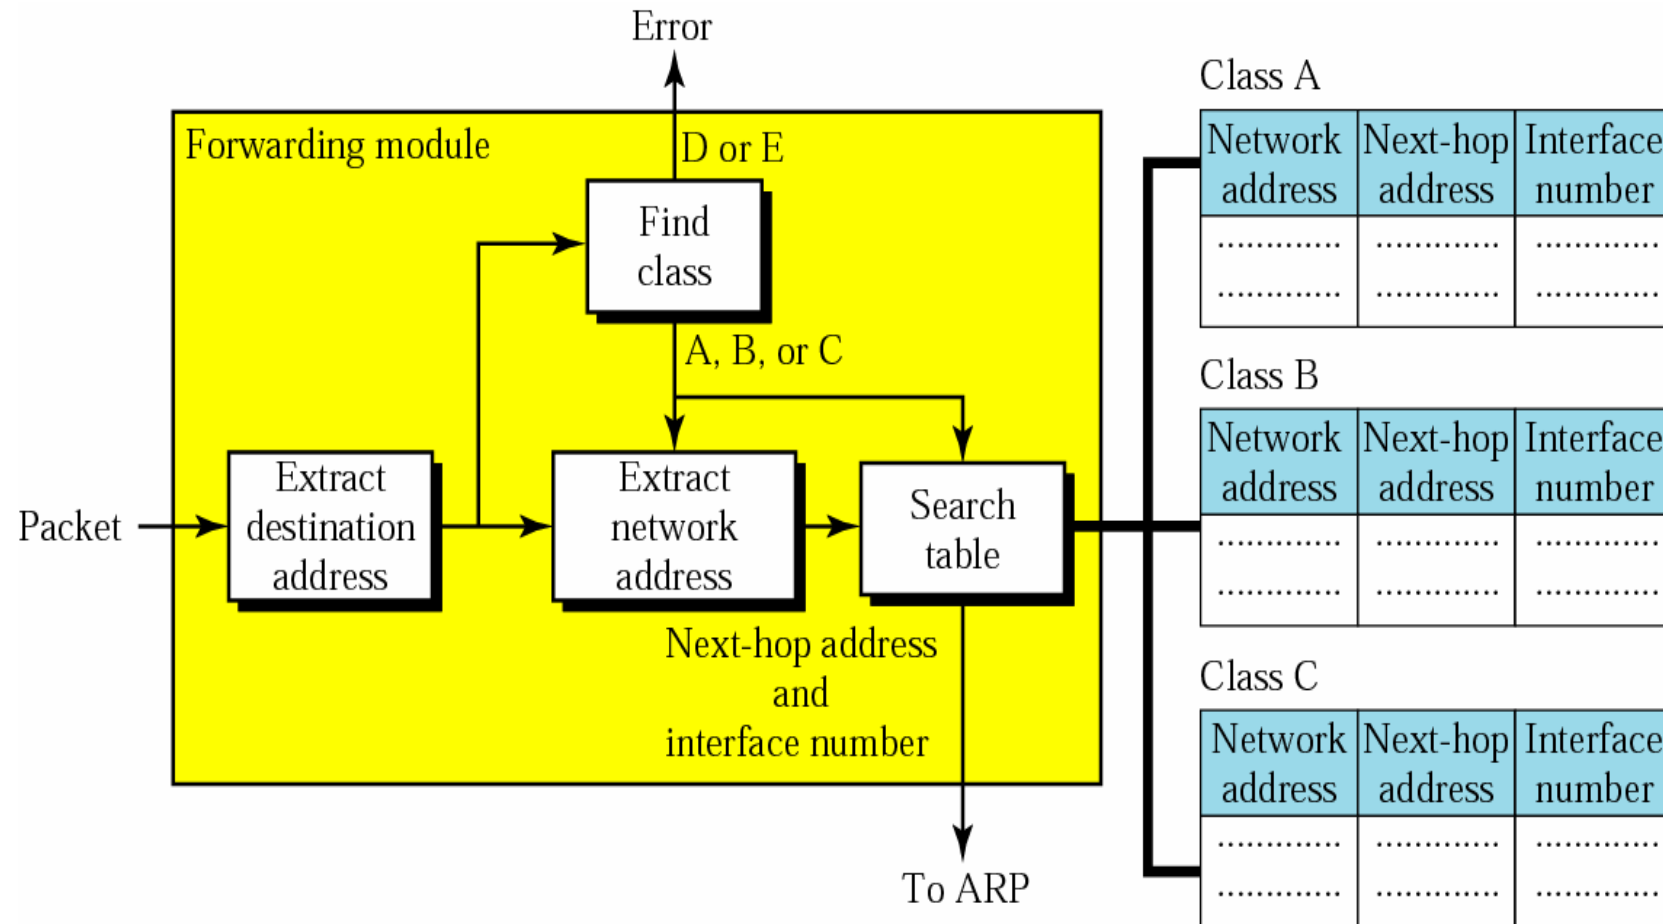 Error
Forwarding module
D or E
Find
class
A, B, or C
Packet
Extract
destination
address
Extract
network
address
Search
table
Next-hop address
and
interface number
To ARP
Class A
Network
address
Next-hop
address
Interface
number
.............
.............
.............
.............
.............
.............
Class B
Network
address
Next-hop
address
Interface
number
.............
.............
.............
.............
.............
.............
Class C
Network
address
Next-hop
address
Interface
number
.............
.............
.............
.............
.............
.............